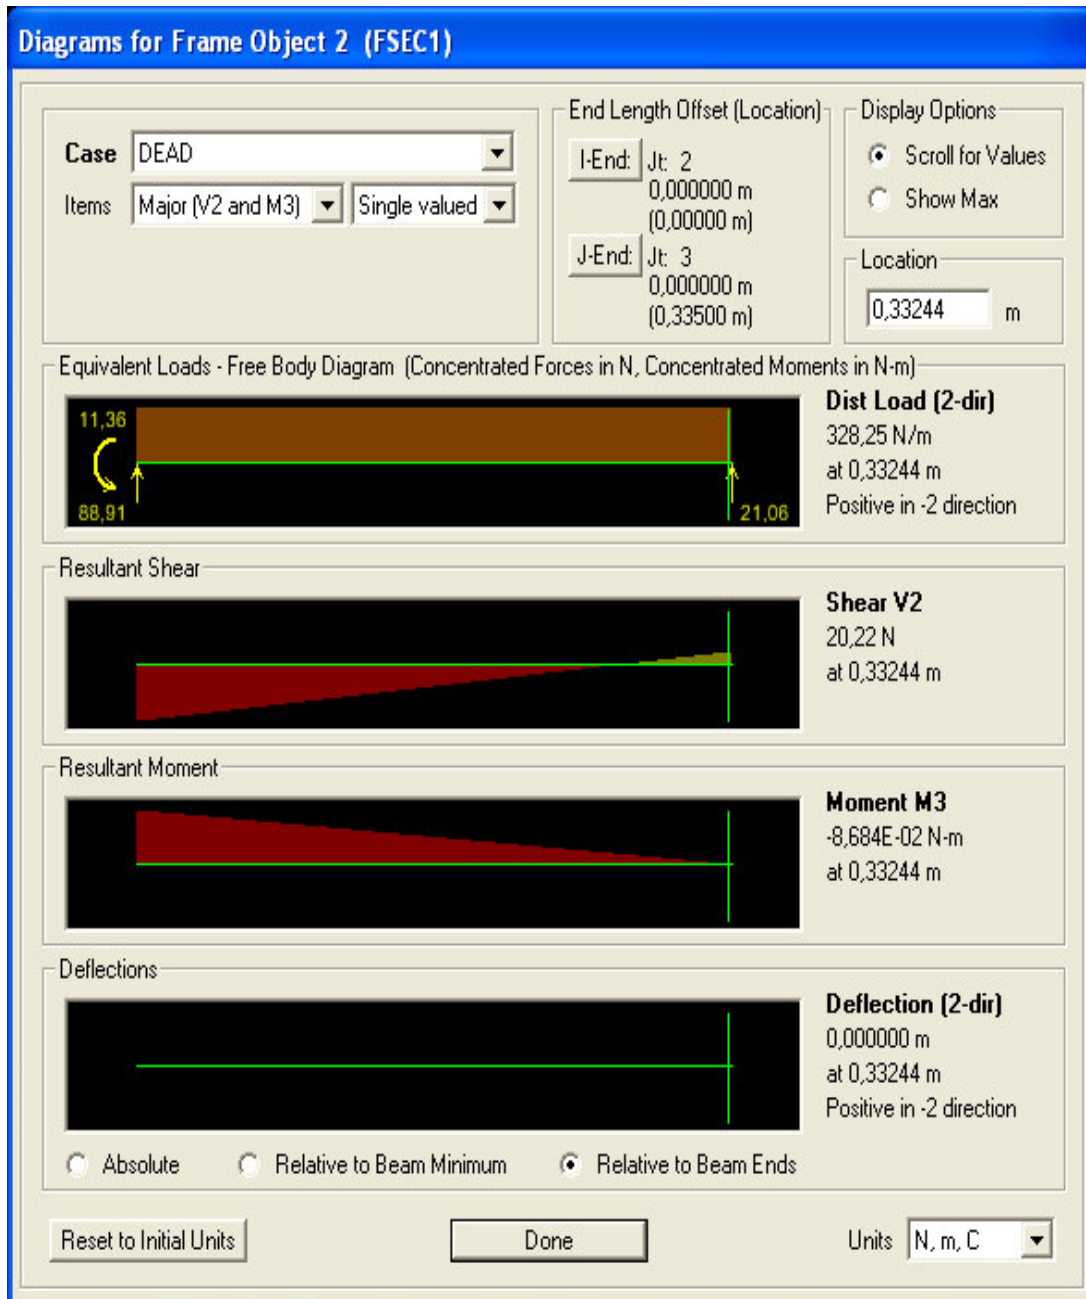 Diagrams for Frame Object 2 (FSEC1)
Case DEAD
Items Major (V2 and M3) Single valued
End Length Offset (Location)
I-End: Jt: 2
0,000000 m
(0,00000 m)
J-End: Jt: 3
0,000000 m
(0,33500 m)
Display Options
Scroll for Values
Show Max
Location
0,33244 m
Equivalent Loads - Free Body Diagram (Concentrated Forces in N, Concentrated Moments in N-m)
11,36
88,91
21,06
Dist Load (2-dir)
328,25 N/m
at 0,33244 m
Positive in -2 direction
Resultant Shear
Shear V2
20,22 N
at 0,33244 m
Resultant Moment
Moment M3
-8,684E-02 N-m
at 0,33244 m
Deflections
Deflection (2-dir)
0,000000 m
at 0,33244 m
Positive in -2 direction
Absolute Relative to Beam Minimum Relative to Beam Ends
Reset to Initial Units Done Units N, m, C